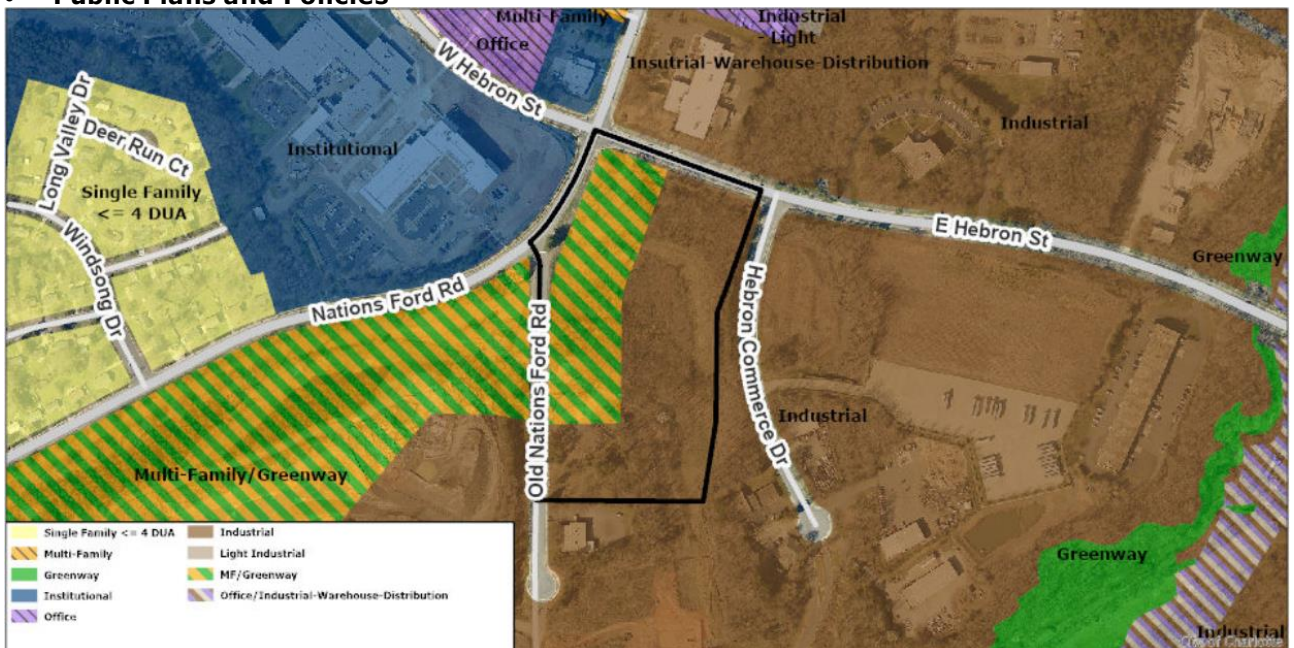 Public Plans and Policies
Multi-Family
Office
Industrial
- Light
Insutrial-Warehouse-Distribution
W Hebron St
Long Valley Dr
Deer Run Ct
Institutional
Industrial
Single Family
<= 4 DUA
Windsong Dr
E Hebron St
Greenway
Nations Ford Rd
Old Nations Ford Rd
Hebron Commerce Dr
Industrial
Multi-Family/Greenway
Greenway
Single Family <= 4 DUA
Multi-Family
Greenway
Institutional
Office
Industrial
Light Industrial
MF/Greenway
Office/Industrial-Warehouse-Distribution
Industrial
City of Charlotte